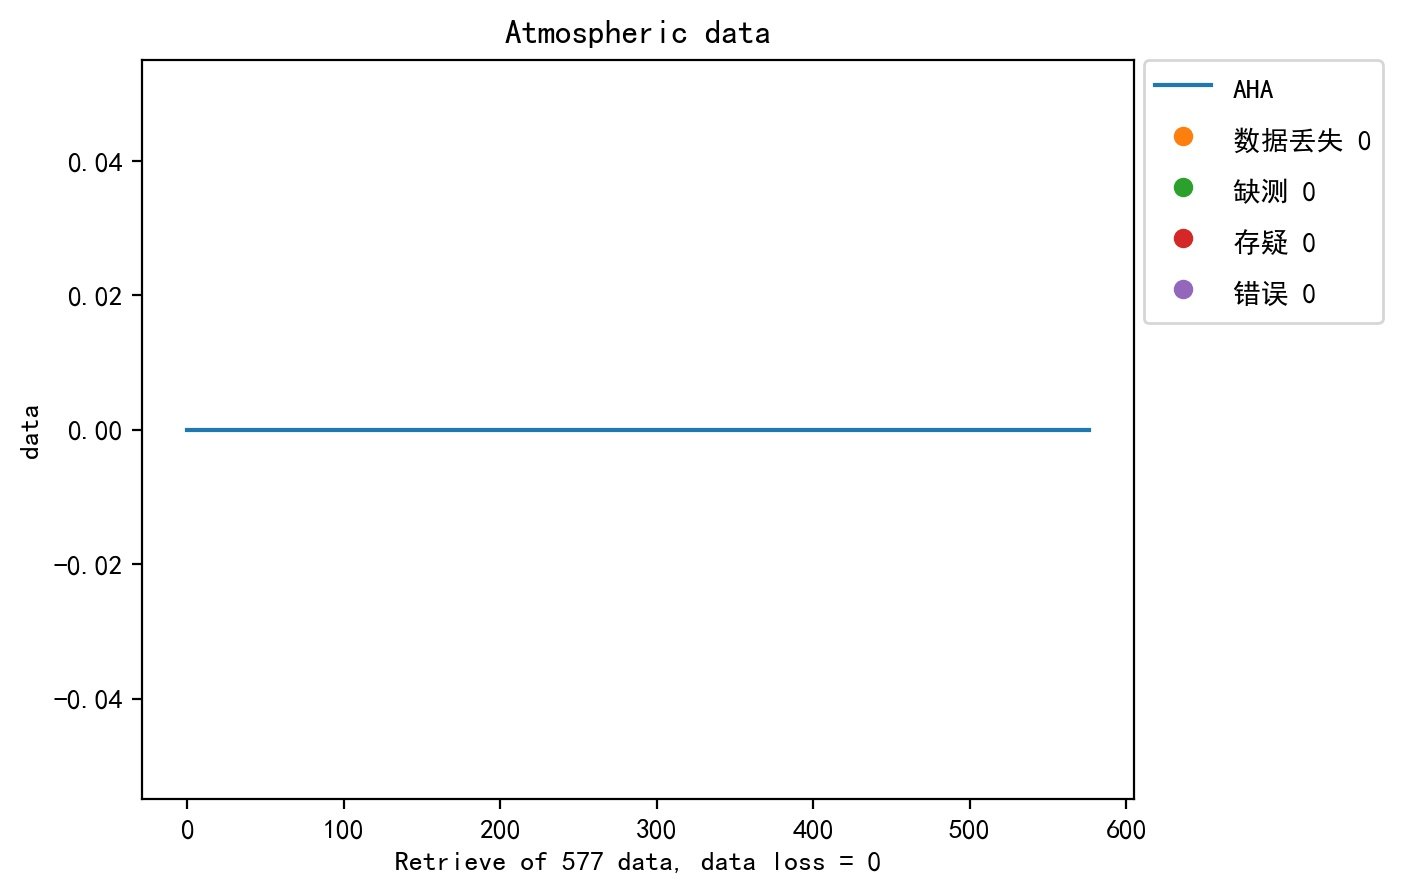 Atmospheric data
AHA
数据丢失 0
缺测 0
存疑 0
错误 0
data
0.04
0.02
0.00
−0.02
−0.04
0 100 200 300 400 500 600
Retrieve of 577 data, data loss = 0